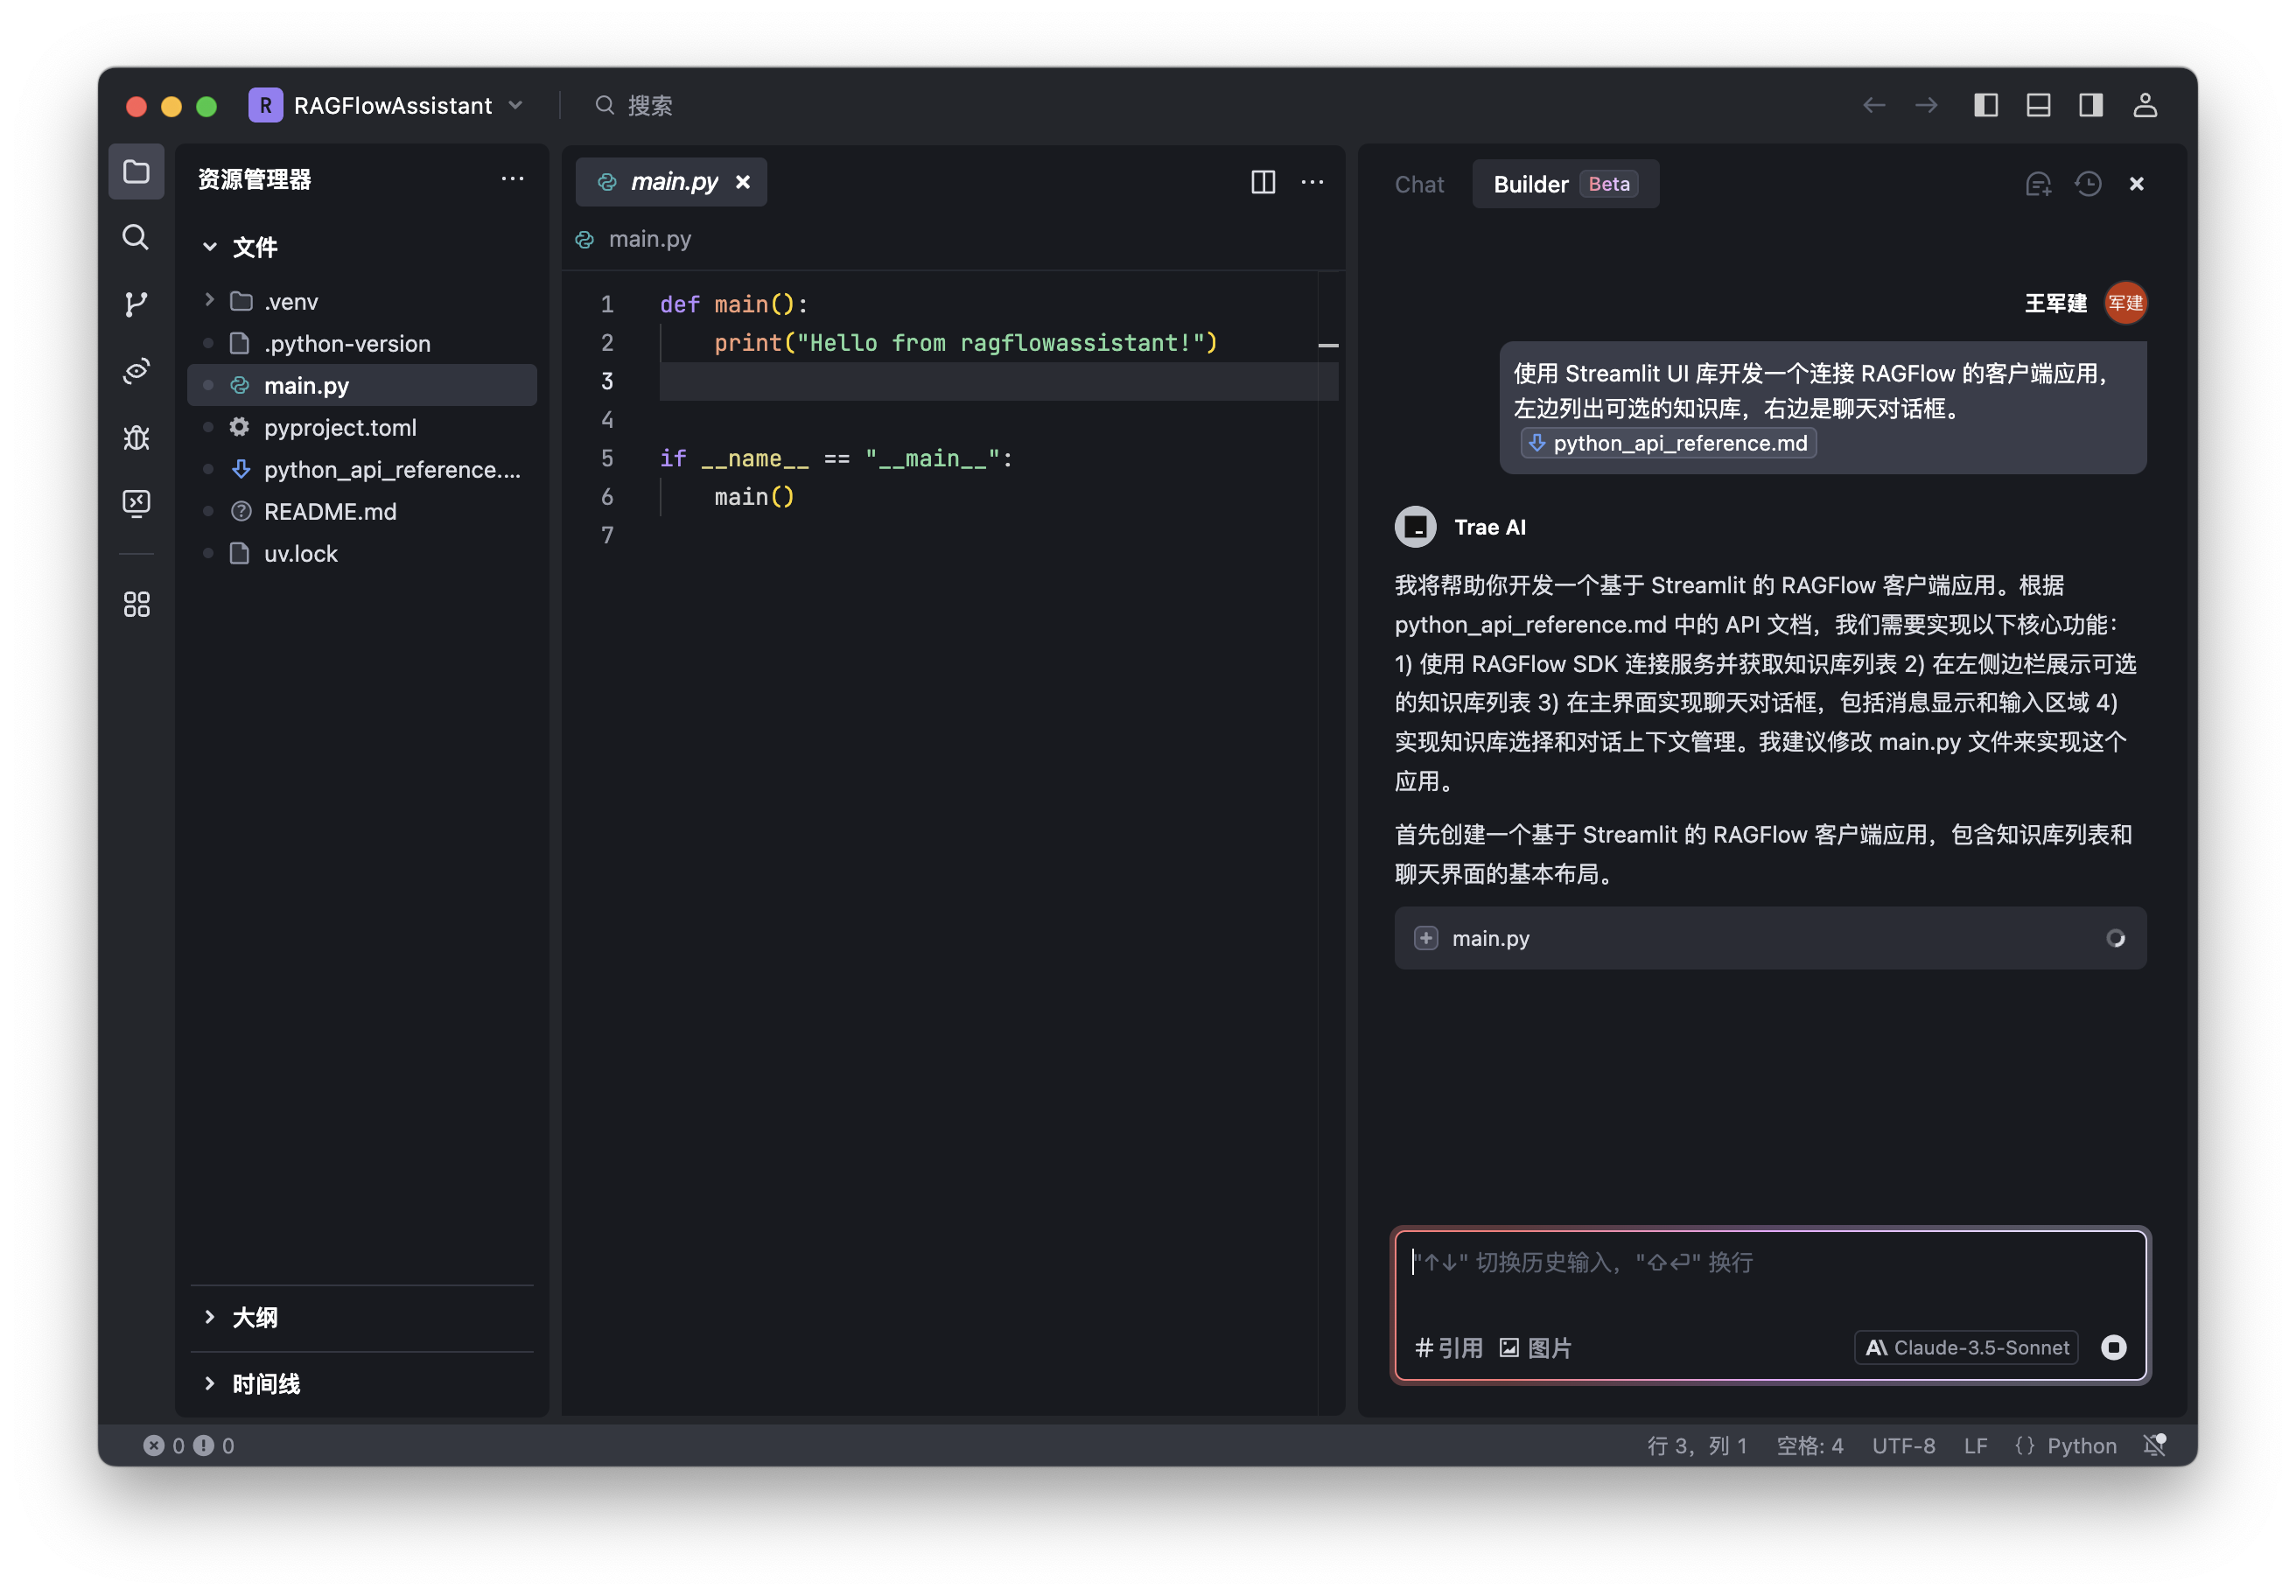 R RAGFlowAssistant
搜索
资源管理器
文件
.venv
.python-version
main.py
pyproject.toml
python_api_reference....
README.md
uv.lock
大纲
时间线
main.py
main.py
1 def main():
2 print("Hello from ragflowassistant!")
3
4
5 if __name__ == "__main__":
6 main()
7
Chat Builder Beta
王军建 军建
使用 Streamlit UI 库开发一个连接 RAGFlow 的客户端应用，
左边列出可选的知识库，右边是聊天对话框。
python_api_reference.md
Trae AI
我将帮助你开发一个基于 Streamlit 的 RAGFlow 客户端应用。根据
python_api_reference.md 中的 API 文档，我们需要实现以下核心功能：
1) 使用 RAGFlow SDK 连接服务并获取知识库列表 2) 在左侧边栏展示可选
的知识库列表 3) 在主界面实现聊天对话框，包括消息显示和输入区域 4)
实现知识库选择和对话上下文管理。我建议修改 main.py 文件来实现这个
应用。
首先创建一个基于 Streamlit 的 RAGFlow 客户端应用，包含知识库列表和
聊天界面的基本布局。
main.py
"↑↓" 切换历史输入，"⇧⏎" 换行
#引用 图片
Claude-3.5-Sonnet
0 0
行 3，列 1 空格: 4 UTF-8 LF {} Python